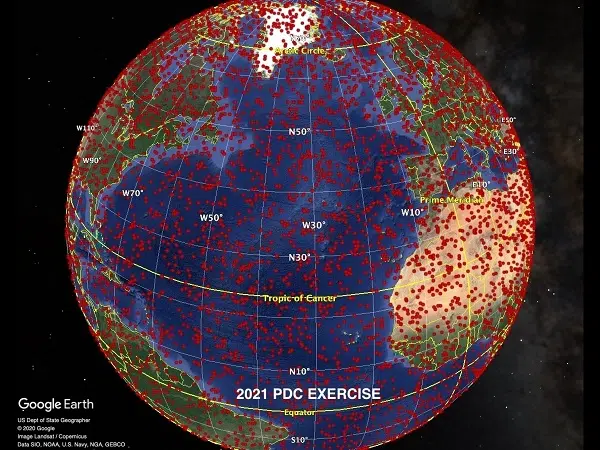 Arctic Circle
N50°
W110°
E50°
W90°
E30°
E10°
W70°
Prime Meridian
W50°
W10°
W30°
N30°
Tropic of Cancer
N10°
2021 PDC EXERCISE
Equator
S10°
Google Earth
US Dept of State Geographer
© 2020 Google
Image Landsat / Copernicus
Data SIO, NOAA, U.S. Navy, NGA, GEBCO